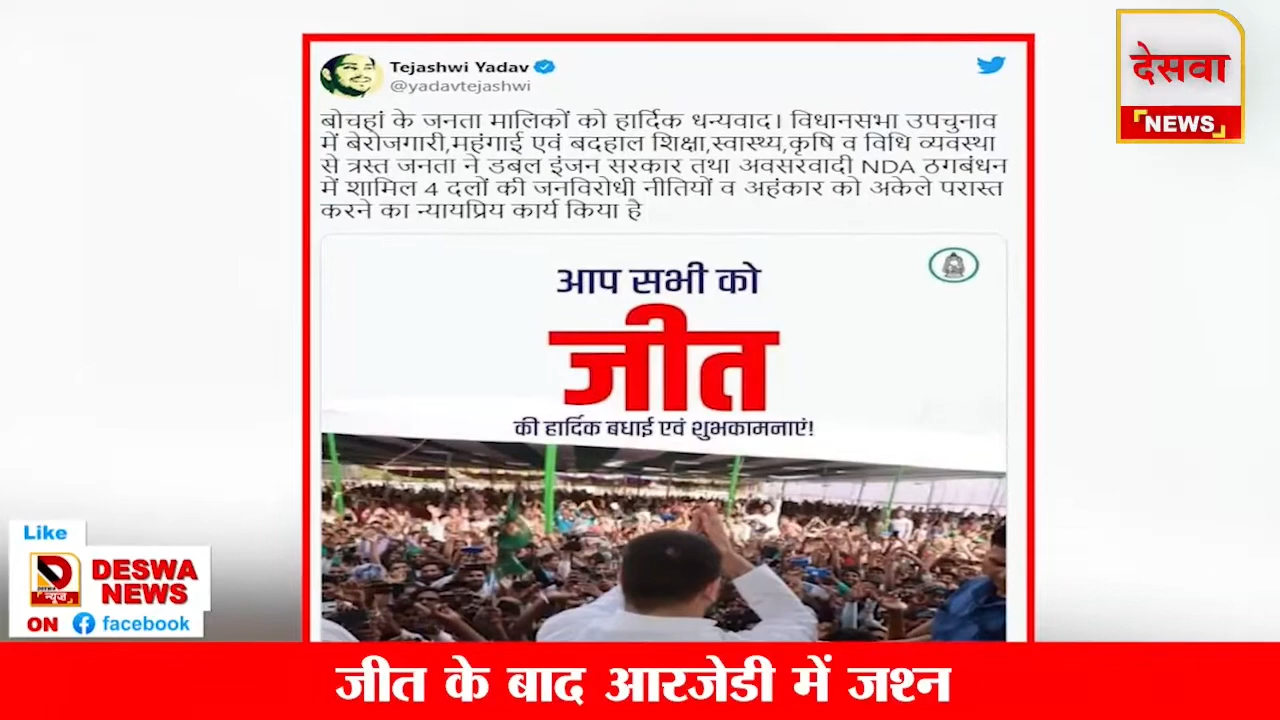 Tejashwi Yadav
@yadavtejashwi
बोचहां के जनता मालिकों को हार्दिक धन्यवाद। विधानसभा उपचुनाव
में बेरोजगारी,महंगाई एवं बदहाल शिक्षा,स्वास्थ्य,कृषि व विधि व्यवस्था
से त्रस्त जनता ने डबल इंजन सरकार तथा अवसरवादी NDA ठगबंधन
में शामिल 4 दलों की जनविरोधी नीतियों व अहंकार को अकेले परास्त
करने का न्यायप्रिय कार्य किया है
आप सभी को
जीत
की हार्दिक बधाई एवं शुभकामनाएं!
देसवा
NEWS
Like
DESWA
NEWS
न्यूज़
ON facebook
जीत के बाद आरजेडी में जश्न